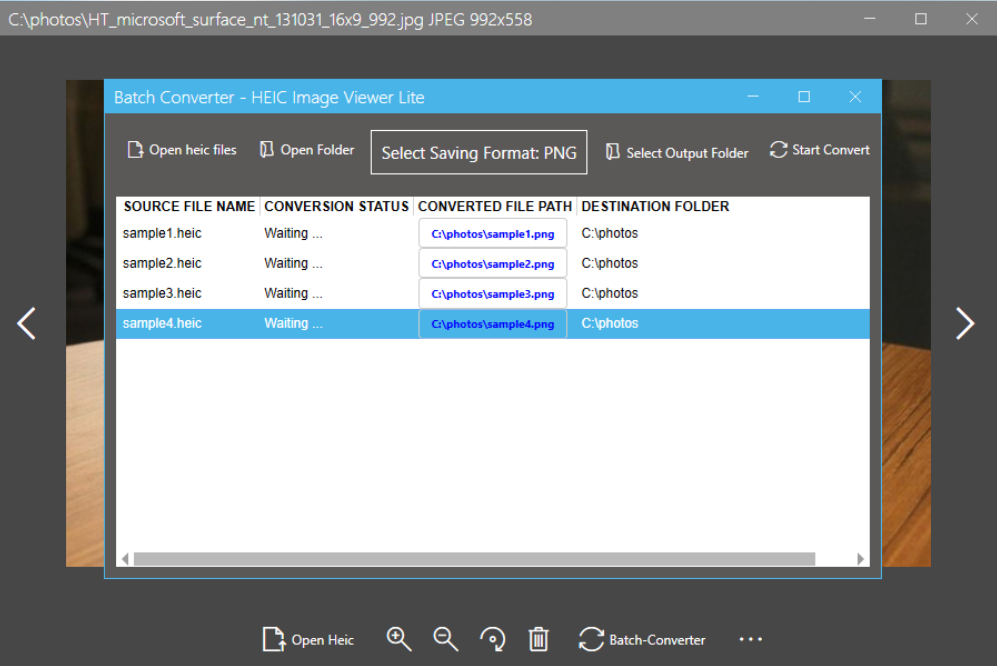 C:\photos\HT_microsoft_surface_nt_131031_16x9_992.jpg JPEG 992x558
Batch Converter - HEIC Image Viewer Lite
Open heic files Open Folder Select Saving Format: PNG Select Output Folder Start Convert
SOURCE FILE NAME CONVERSION STATUS CONVERTED FILE PATH DESTINATION FOLDER
sample1.heic Waiting ... C:\photos\sample1.png C:\photos
sample2.heic Waiting ... C:\photos\sample2.png C:\photos
sample3.heic Waiting ... C:\photos\sample3.png C:\photos
sample4.heic Waiting ... C:\photos\sample4.png C:\photos
Open Heic Batch-Converter ...